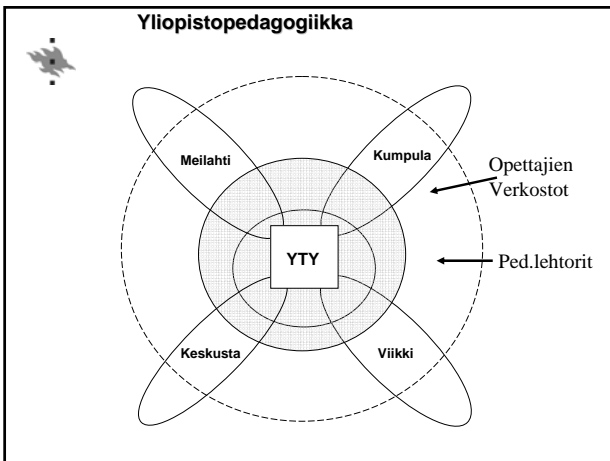 Yliopistopedagogiikka
Meilahti
Kumpula
Opettajien
Verkostot
YTY
Ped.lehtorit
Keskusta
Viikki